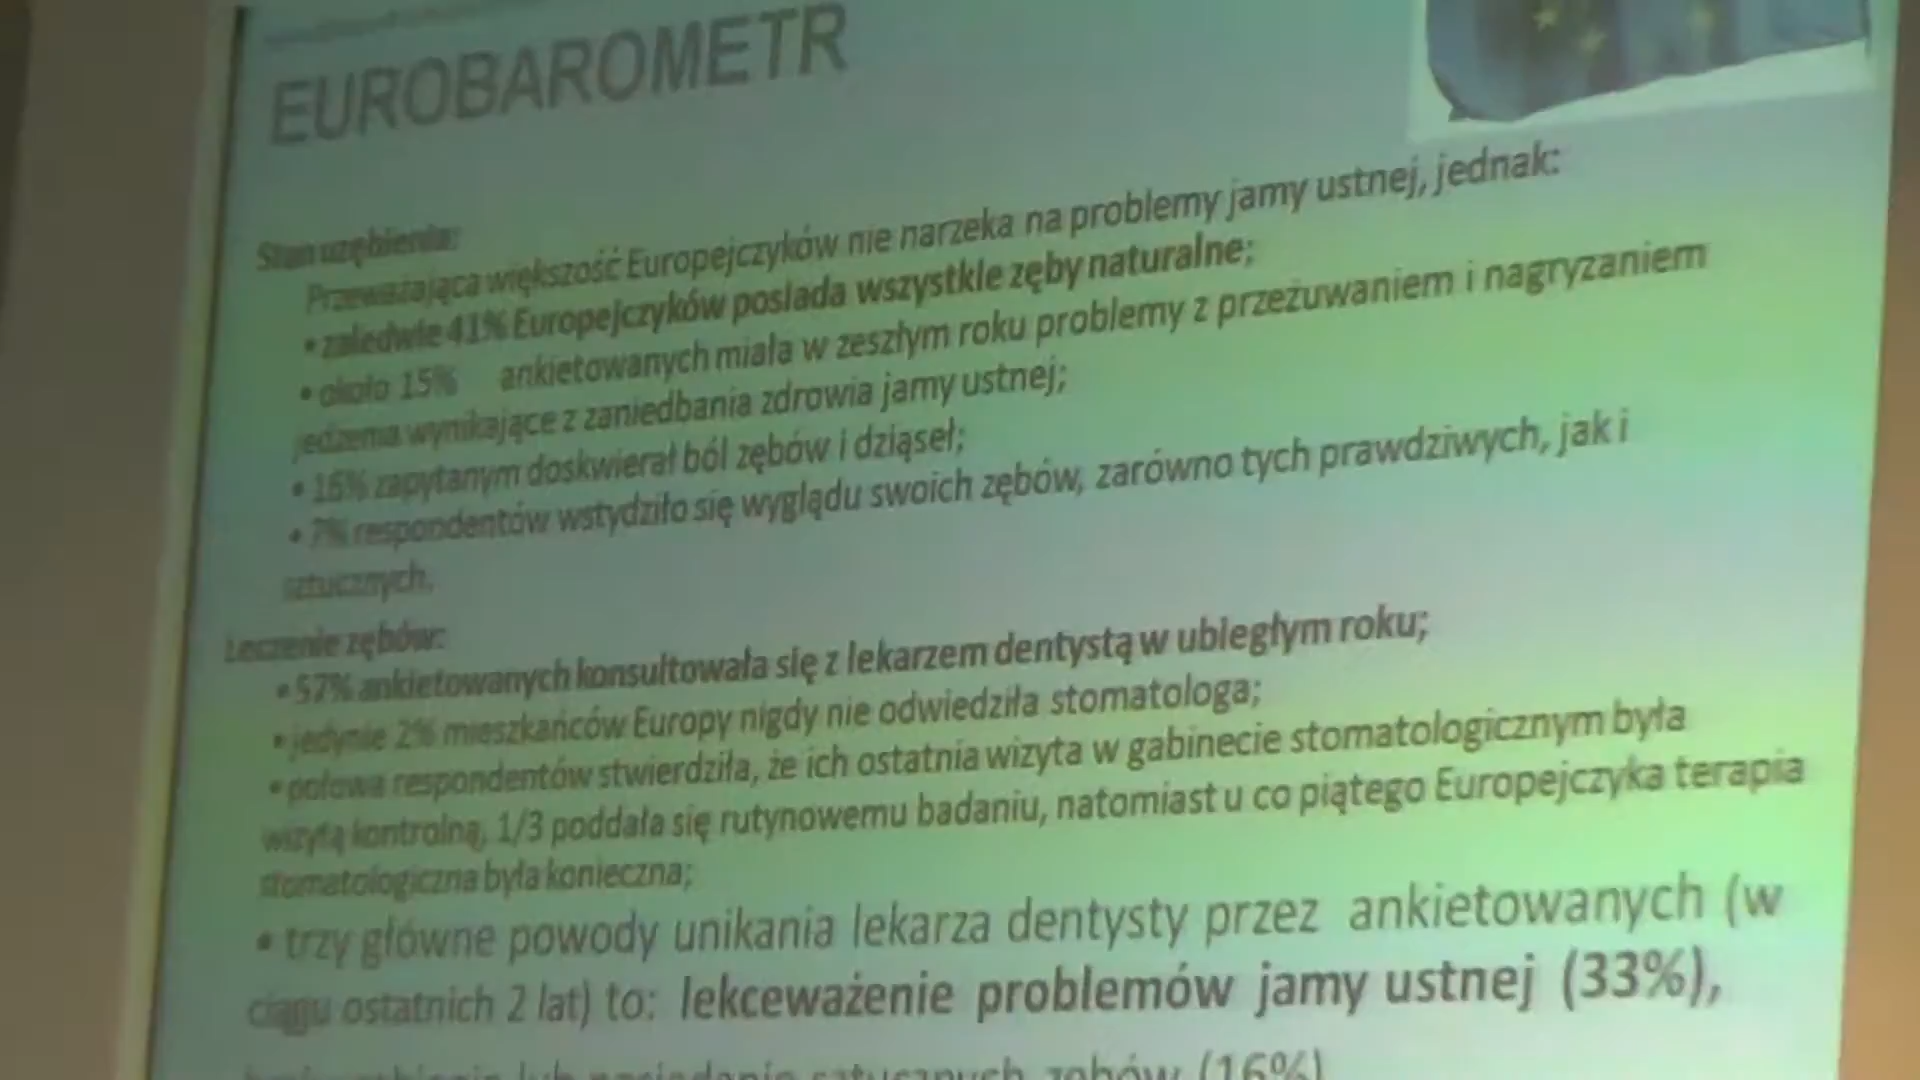 EUROBAROMETR
Stan uzębienia:
Przeważająca większość Europejczyków nie narzeka na problemy jamy ustnej, jednak:
• zaledwie 41% Europejczyków posiada wszystkie zęby naturalne;
• około 15% ankietowanych miała w zeszłym roku problemy z przeżuwaniem i nagryzaniem
jedzenia wynikające z zaniedbania zdrowia jamy ustnej;
• 16% zapytanym doskwierał ból zębów i dziąseł;
• 7% respondentów wstydziło się wyglądu swoich zębów, zarówno tych prawdziwych, jak i
sztucznych.
Leczenie zębów:
• 57% ankietowanych konsultowała się z lekarzem dentystą w ubiegłym roku;
• jedynie 2% mieszkańców Europy nigdy nie odwiedziła stomatologa;
• połowa respondentów stwierdziła, że ich ostatnia wizyta w gabinecie stomatologicznym była
wizytą kontrolną, 1/3 poddała się rutynowemu badaniu, natomiast u co piątego Europejczyka terapia
stomatologiczna była konieczna;
• trzy główne powody unikania lekarza dentysty przez ankietowanych (w
ciągu ostatnich 2 lat) to: lekceważenie problemów jamy ustnej (33%),
lub posiadanie sztucznych zębów (16%)